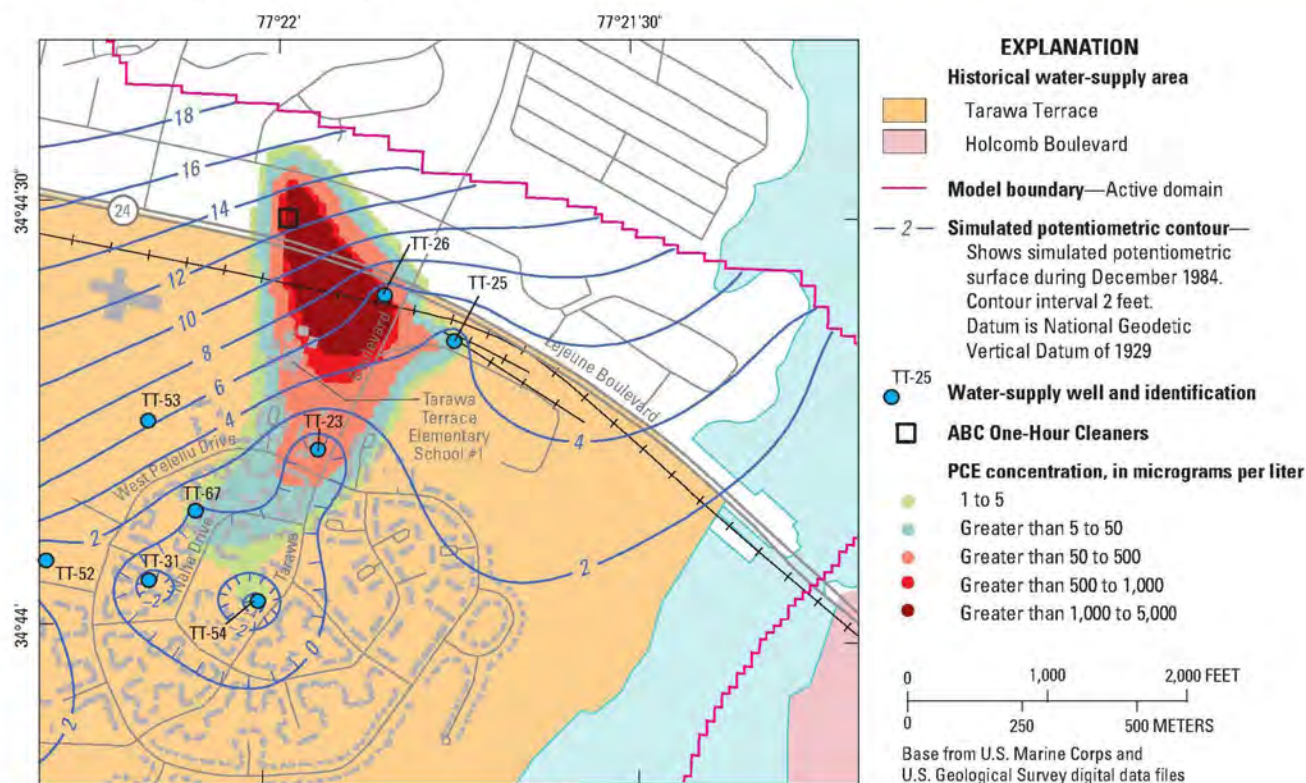 77°22'
77°21'30"
34°44'30"
34°44'
18
16
14
12
10
8
6
4
2
24
TT-26
TT-25
TT-53
TT-23
TT-67
TT-31
TT-52
TT-54
West Peleliu Drive
Tarawa
Boulevard
Lejeune Boulevard
Tarawa
Terrace
Elementary
School #1
4
2
0
-2
-2
2
EXPLANATION
Historical water-supply area
Tarawa Terrace
Holcomb Boulevard
Model boundary—Active domain
2
Simulated potentiometric contour—
Shows simulated potentiometric
surface during December 1984.
Contour interval 2 feet.
Datum is National Geodetic
Vertical Datum of 1929
TT-25
Water-supply well and identification
ABC One-Hour Cleaners
PCE concentration, in micrograms per liter
1 to 5
Greater than 5 to 50
Greater than 50 to 500
Greater than 500 to 1,000
Greater than 1,000 to 5,000
0 1,000 2,000 FEET
0 250 500 METERS
Base from U.S. Marine Corps and
U.S. Geological Survey digital data files